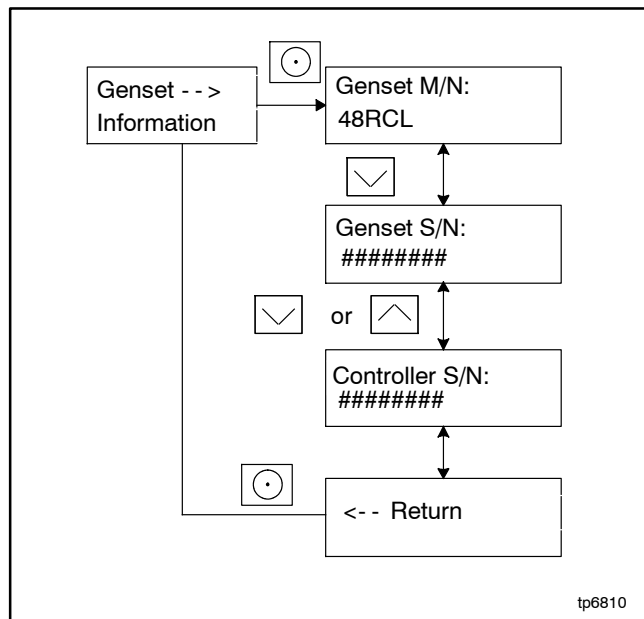 Genset - - >
Information
Genset M/N:
48RCL
Genset S/N:
########
or
Controller S/N:
########
<- - Return
tp6810